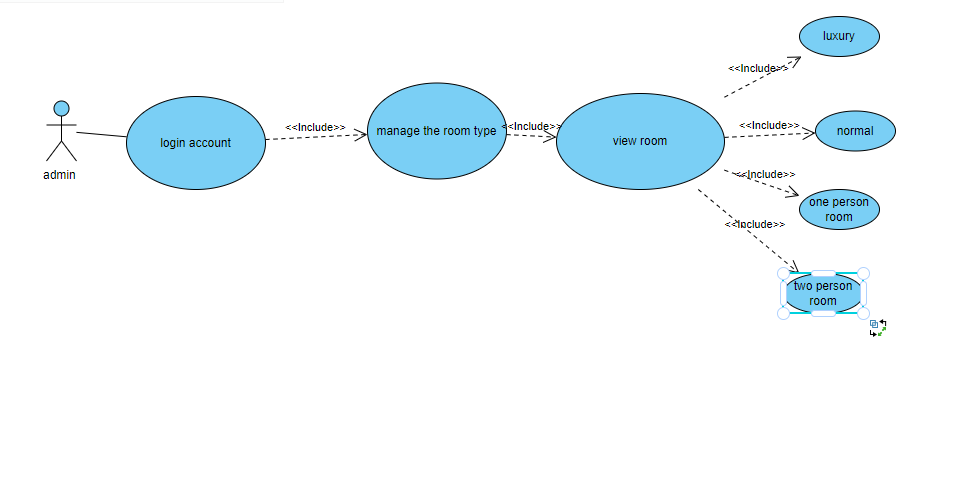 luxury
<<Include>>
<<Include>>
<<Include>>
<<Include>>
normal
login account
manage the room type
view room
admin
<<Include>>
one person
room
<<Include>>
two person
room